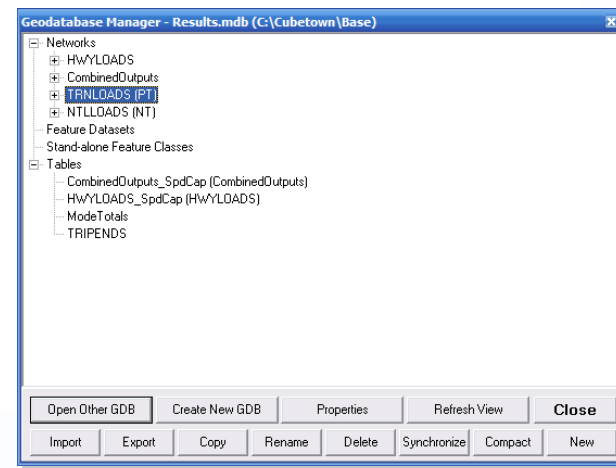 Geodatabase Manager - Results.mdb (C:\Cubetown\Base)
Networks
HWYLOADS
CombinedOutputs
TRNLOADS (PT)
NTLLOADS (NT)
Feature Datasets
Stand-alone Feature Classes
Tables
CombinedOutputs_SpdCap (CombinedOutputs)
HWYLOADS_SpdCap (HWYLOADS)
ModeTotals
TRIPENDS
Open Other GDB Create New GDB Properties Refresh View Close
Import Export Copy Rename Delete Synchronize Compact New